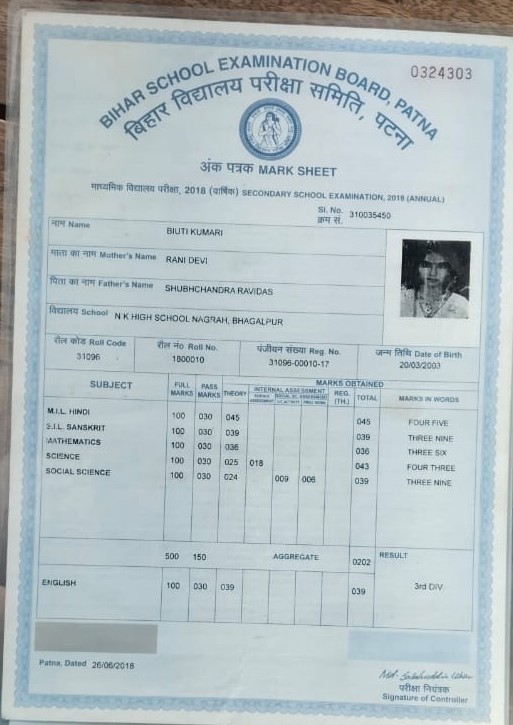 0324303
BIHAR SCHOOL EXAMINATION BOARD, PATNA
बिहार विद्यालय परीक्षा समिति, पटना
अंक पत्रक MARK SHEET
माध्यमिक विद्यालय परीक्षा, 2018 (वार्षिक) SECONDARY SCHOOL EXAMINATION, 2018 (ANNUAL)
Sl. No. 310035450
क्रम सं.
नाम Name BIUTI KUMARI
माता का नाम Mother's Name RANI DEVI
पिता का नाम Father's Name SHUBHCHANDRA RAVIDAS
विद्यालय School N K HIGH SCHOOL NAGRAH, BHAGALPUR
रौल कोड Roll Code रौल नं० Roll No. पंजीयन संख्या Reg. No. जन्म तिथि Date of Birth
31096 1800010 31096-00010-17 20/03/2003
MARKS OBTAINED
SUBJECT FULL MARKS PASS MARKS THEORY INTERNAL ASSESSMENT REG. (TH.) TOTAL MARKS IN WORDS
M.I.L. HINDI 100 030 045 045 FOUR FIVE
S.I.L. SANSKRIT 100 030 039 039 THREE NINE
MATHEMATICS 100 030 036 036 THREE SIX
SCIENCE 100 030 025 018 043 FOUR THREE
SOCIAL SCIENCE 100 030 024 009 006 039 THREE NINE
500 150 AGGREGATE 0202 RESULT
ENGLISH 100 030 039 039 3rd DIV
Patna, Dated 26/06/2018
परीक्षा नियंत्रक
Signature of Controller